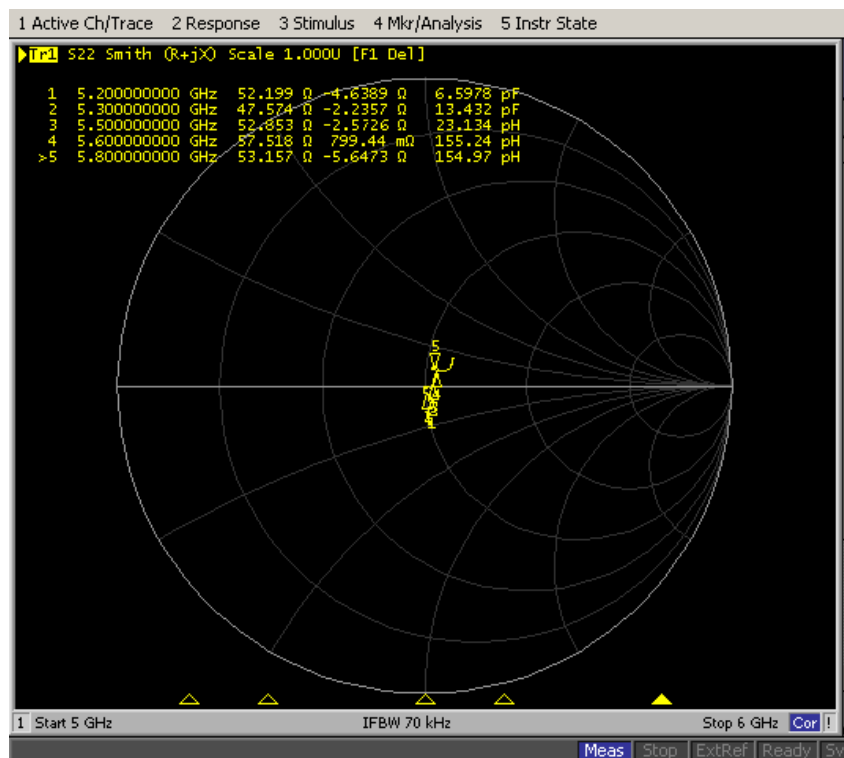 1 Active Ch/Trace 2 Response 3 Stimulus 4 Mkr/Analysis 5 Instr State
Tr1 S22 Smith (R+jX) Scale 1.000U [F1 Del]
1 5.200000000 GHz 52.199 Ω -4.6389 Ω 6.5978 pF
2 5.300000000 GHz 47.574 Ω -2.2357 Ω 13.432 pF
3 5.500000000 GHz 52.853 Ω -2.5726 Ω 23.134 pH
4 5.600000000 GHz 57.518 Ω 799.44 mΩ 155.24 pH
>5 5.800000000 GHz 53.157 Ω -5.6473 Ω 154.97 pH
5
1 Start 5 GHz IFBW 70 kHz Stop 6 GHz Cor !
Meas Stop ExtRef Ready Sv